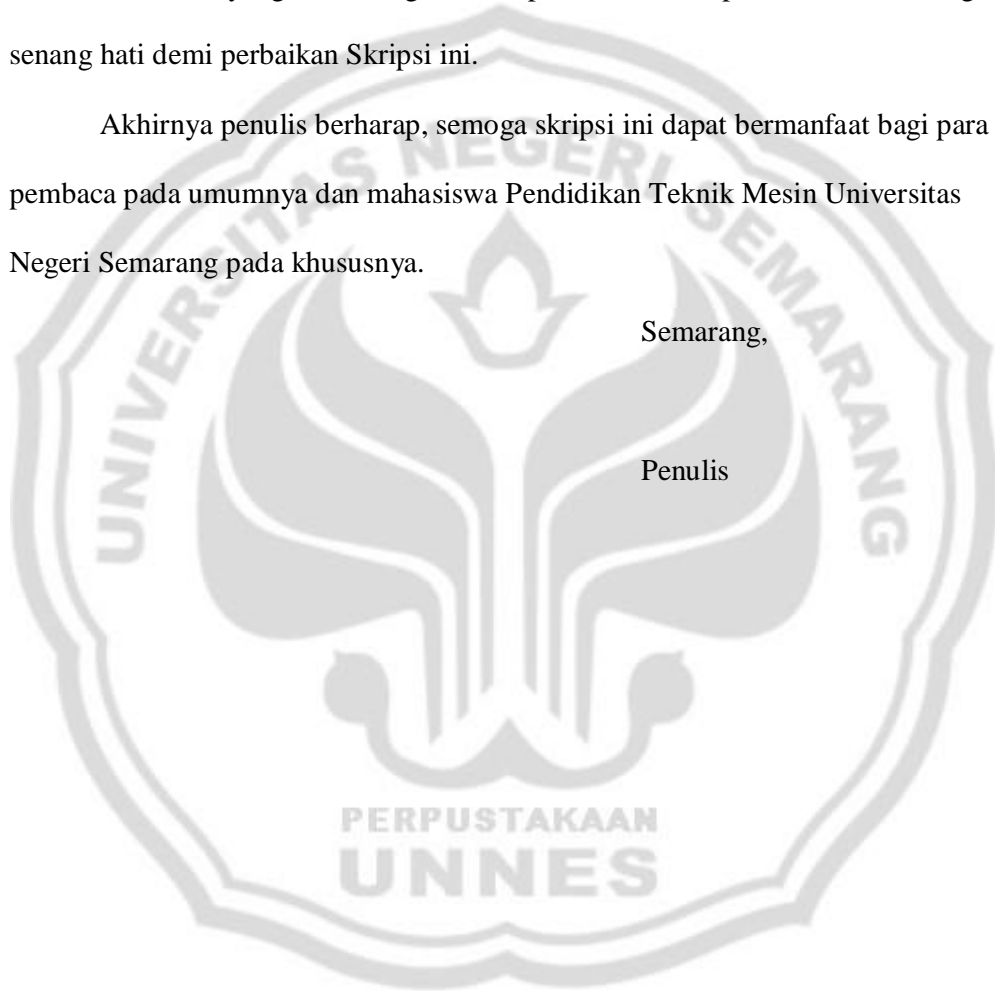 senang hati demi perbaikan Skripsi ini.
Akhirnya penulis berharap, semoga skripsi ini dapat bermanfaat bagi para
pembaca pada umumnya dan mahasiswa Pendidikan Teknik Mesin Universitas
Negeri Semarang pada khususnya.
Semarang,
Penulis
UNIVERSITAS NEGERI SEMARANG
PERPUSTAKAAN
UNNES